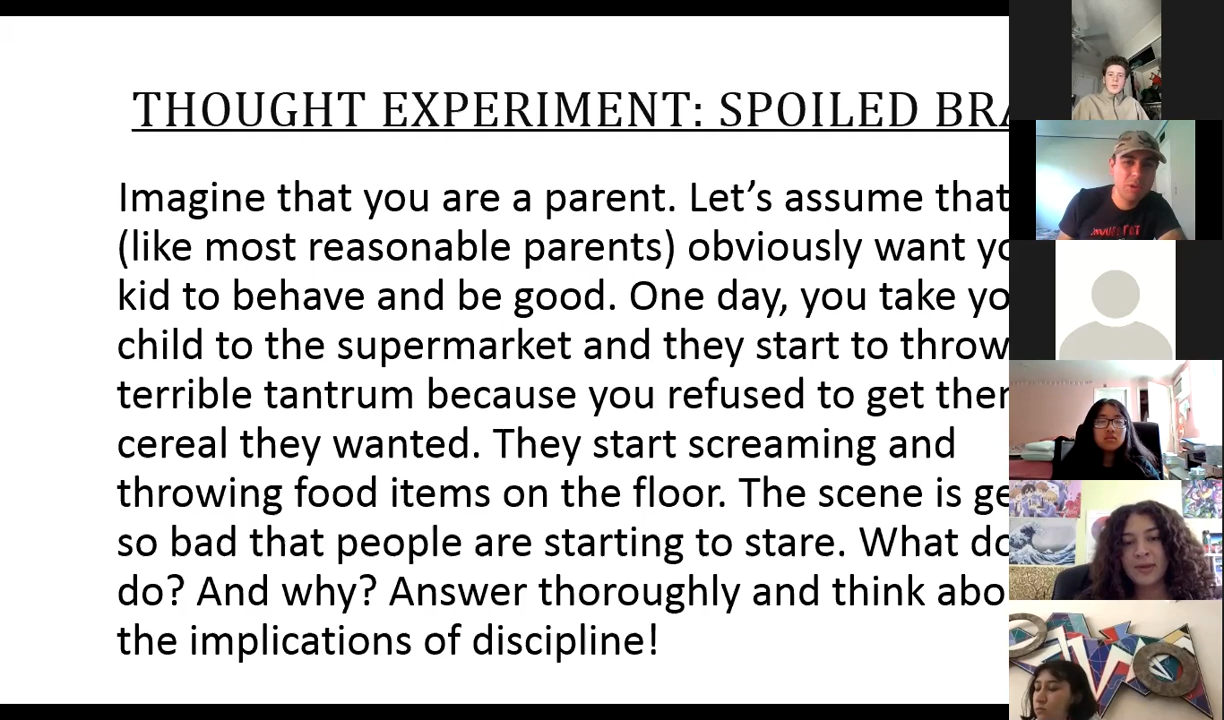 THOUGHT EXPERIMENT: SPOILED BRA
Imagine that you are a parent. Let’s assume that
(like most reasonable parents) obviously want yo
kid to behave and be good. One day, you take yo
child to the supermarket and they start to throw
terrible tantrum because you refused to get ther
cereal they wanted. They start screaming and
throwing food items on the floor. The scene is ge
so bad that people are starting to stare. What do
do? And why? Answer thoroughly and think abo
the implications of discipline!